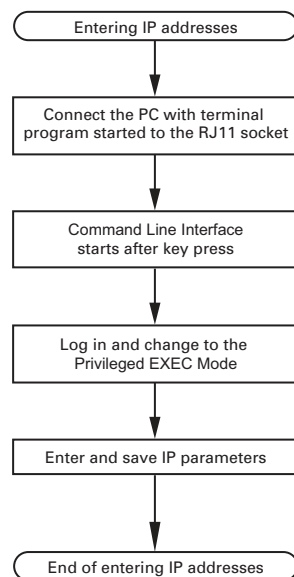 Entering IP addresses
Connect the PC with terminal
program started to the RJ11 socket
Command Line Interface
starts after key press
Log in and change to the
Privileged EXEC Mode
Enter and save IP parameters
End of entering IP addresses